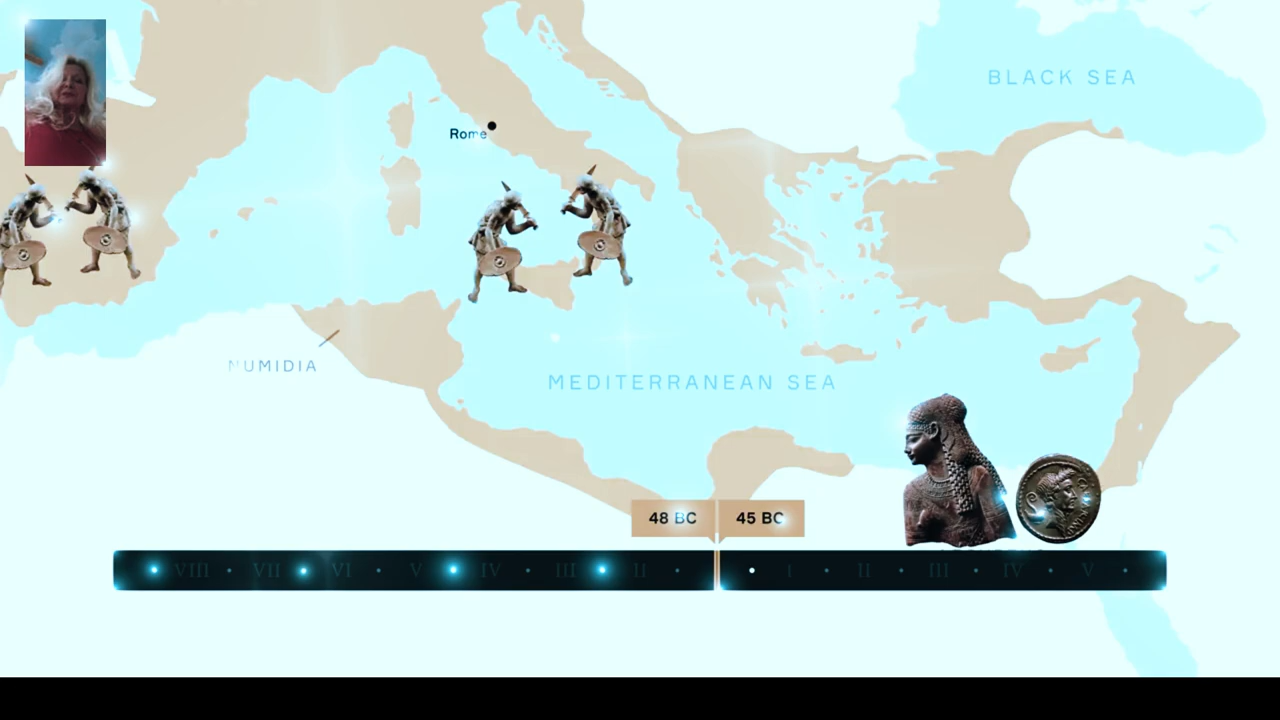 BLACK SEA
Rome
NUMIDIA
MEDITERRANEAN SEA
48 BC
45 BC
VIII VII VI V IV III II I II III IV V